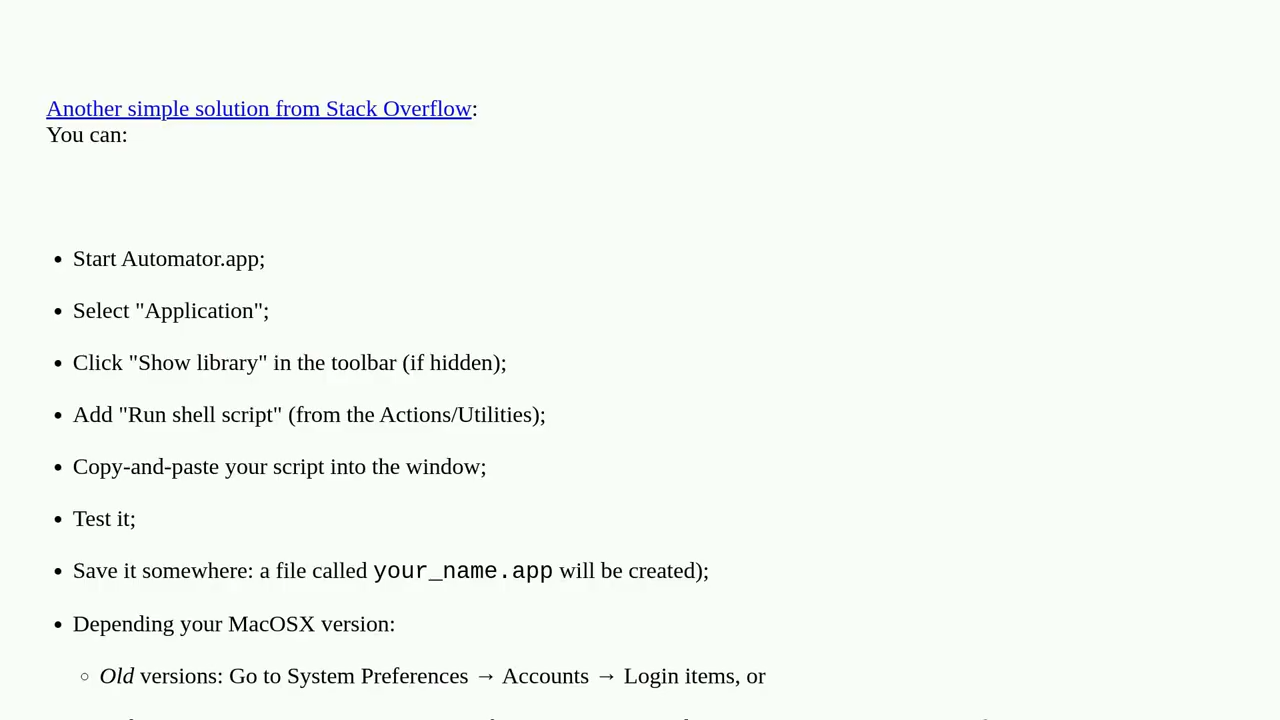 Another simple solution from Stack Overflow:
You can:
• Start Automator.app;
• Select "Application";
• Click "Show library" in the toolbar (if hidden);
• Add "Run shell script" (from the Actions/Utilities);
• Copy-and-paste your script into the window;
• Test it;
• Save it somewhere: a file called your_name.app will be created);
• Depending your MacOSX version:
○ Old versions: Go to System Preferences → Accounts → Login items, or